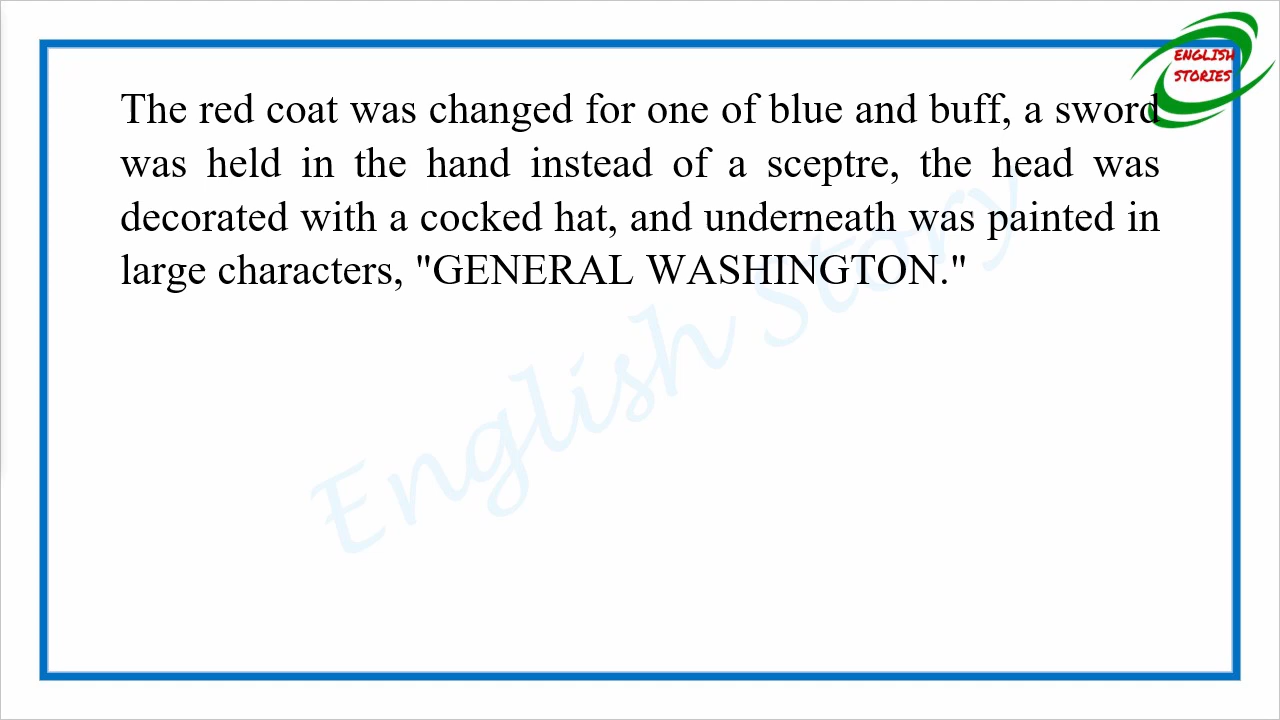 ENGLISH
STORIES
The red coat was changed for one of blue and buff, a sword
was held in the hand instead of a sceptre, the head was
decorated with a cocked hat, and underneath was painted in
large characters, "GENERAL WASHINGTON."
English Story